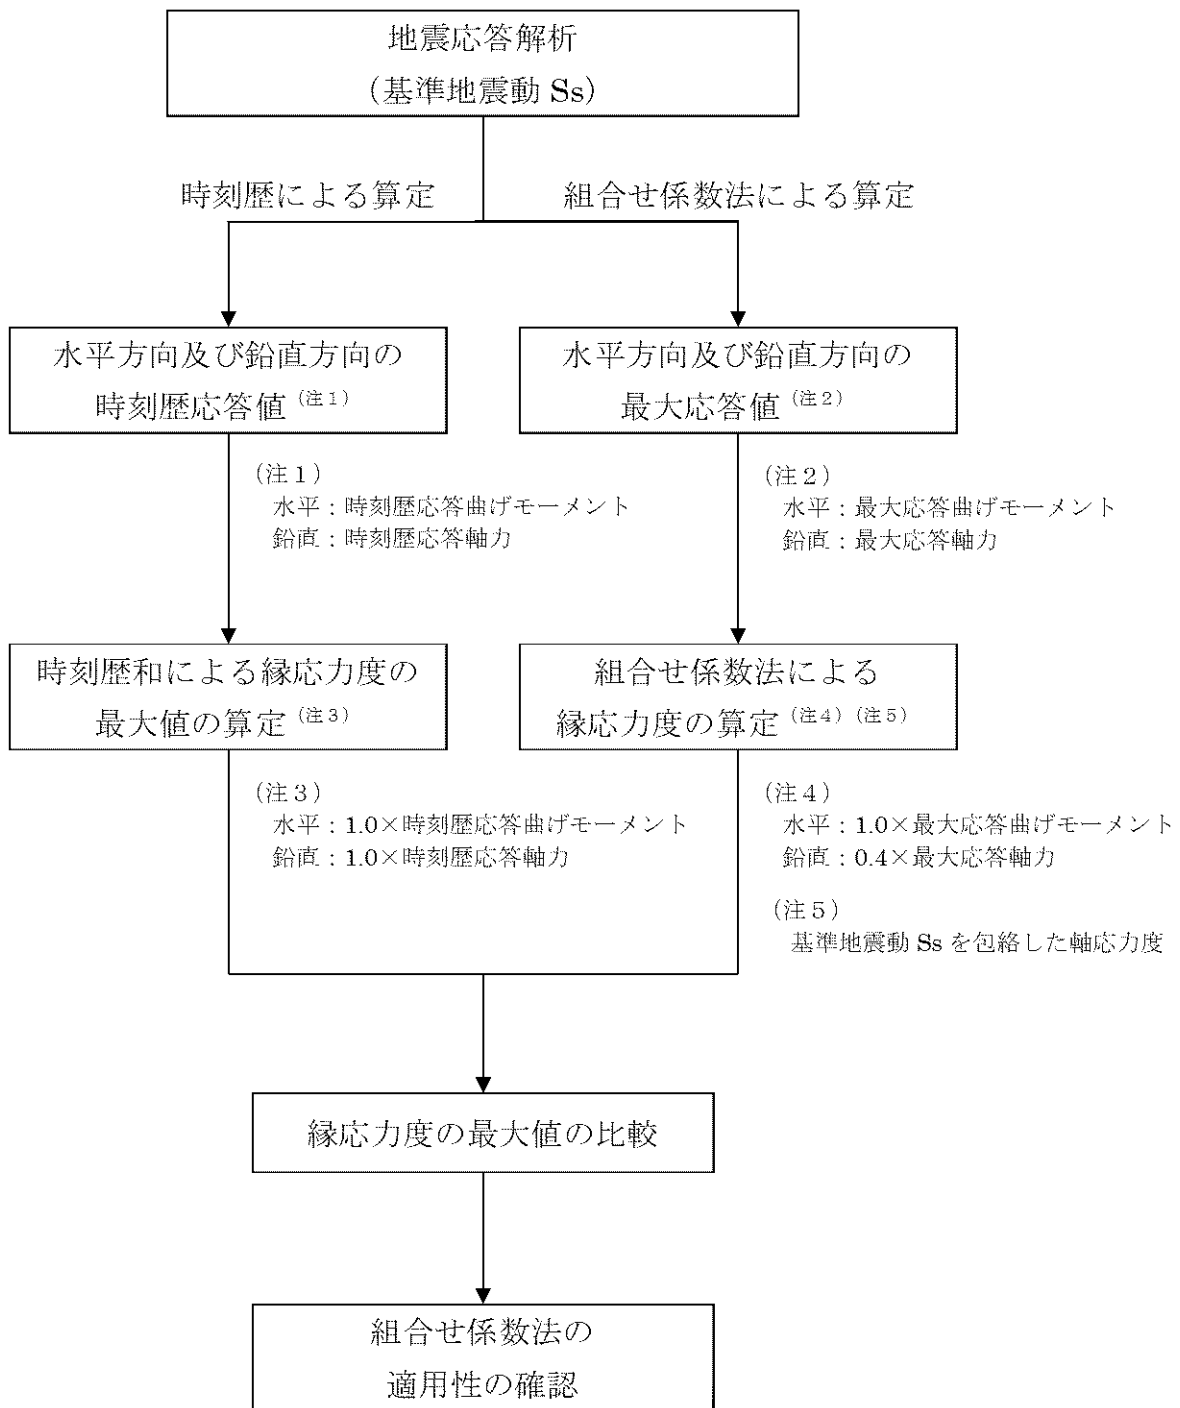 地震応答解析
(基準地震動 Ss)
時刻歴による算定
組合せ係数法による算定
水平方向及び鉛直方向の
時刻歴応答値 (注1)
水平方向及び鉛直方向の
最大応答値 (注2)
(注1)
水平:時刻歴応答曲げモーメント
鉛直:時刻歴応答軸力
(注2)
水平:最大応答曲げモーメント
鉛直:最大応答軸力
時刻歴和による縁応力度の
最大値の算定 (注3)
組合せ係数法による
縁応力度の算定 (注4) (注5)
(注3)
水平:1.0×時刻歴応答曲げモーメント
鉛直:1.0×時刻歴応答軸力
(注4)
水平:1.0×最大応答曲げモーメント
鉛直:0.4×最大応答軸力
(注5)
基準地震動 Ss を包絡した軸応力度
縁応力度の最大値の比較
組合せ係数法の
適用性の確認